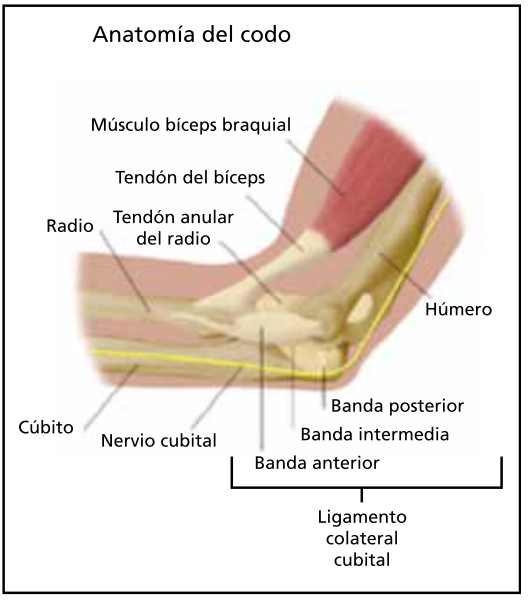 Anatomía del codo
Músculo bíceps braquial
Tendón del bíceps
Radio
Tendón anular
del radio
Húmero
Cúbito
Nervio cubital
Banda posterior
Banda intermedia
Banda anterior
Ligamento
colateral
cubital